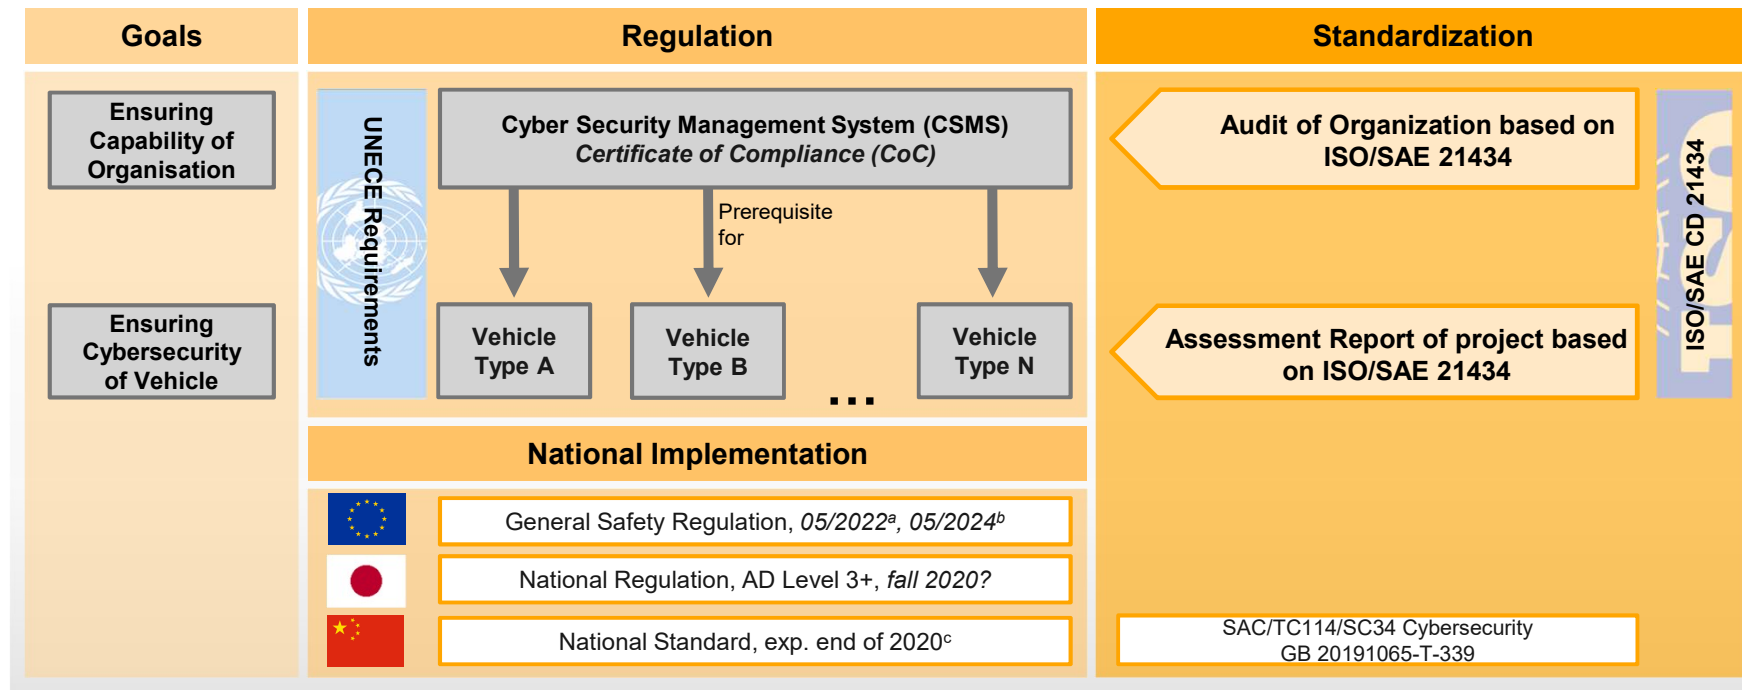 Goals
Regulation
Standardization
Ensuring
Capability of
Organisation
UNECE Requirements
Cyber Security Management System (CSMS)
Certificate of Compliance (CoC)
Audit of Organization based on
ISO/SAE 21434
ISO/SAE CD 21434
Prerequisite
for
Ensuring
Cybersecurity
of Vehicle
Vehicle
Type A
Vehicle
Type B
...
Vehicle
Type N
Assessment Report of project based
on ISO/SAE 21434
National Implementation
General Safety Regulation, 05/2022ᵃ, 05/2024ᵇ
National Regulation, AD Level 3+, fall 2020?
National Standard, exp. end of 2020ᶜ
SAC/TC114/SC34 Cybersecurity
GB 20191065-T-339